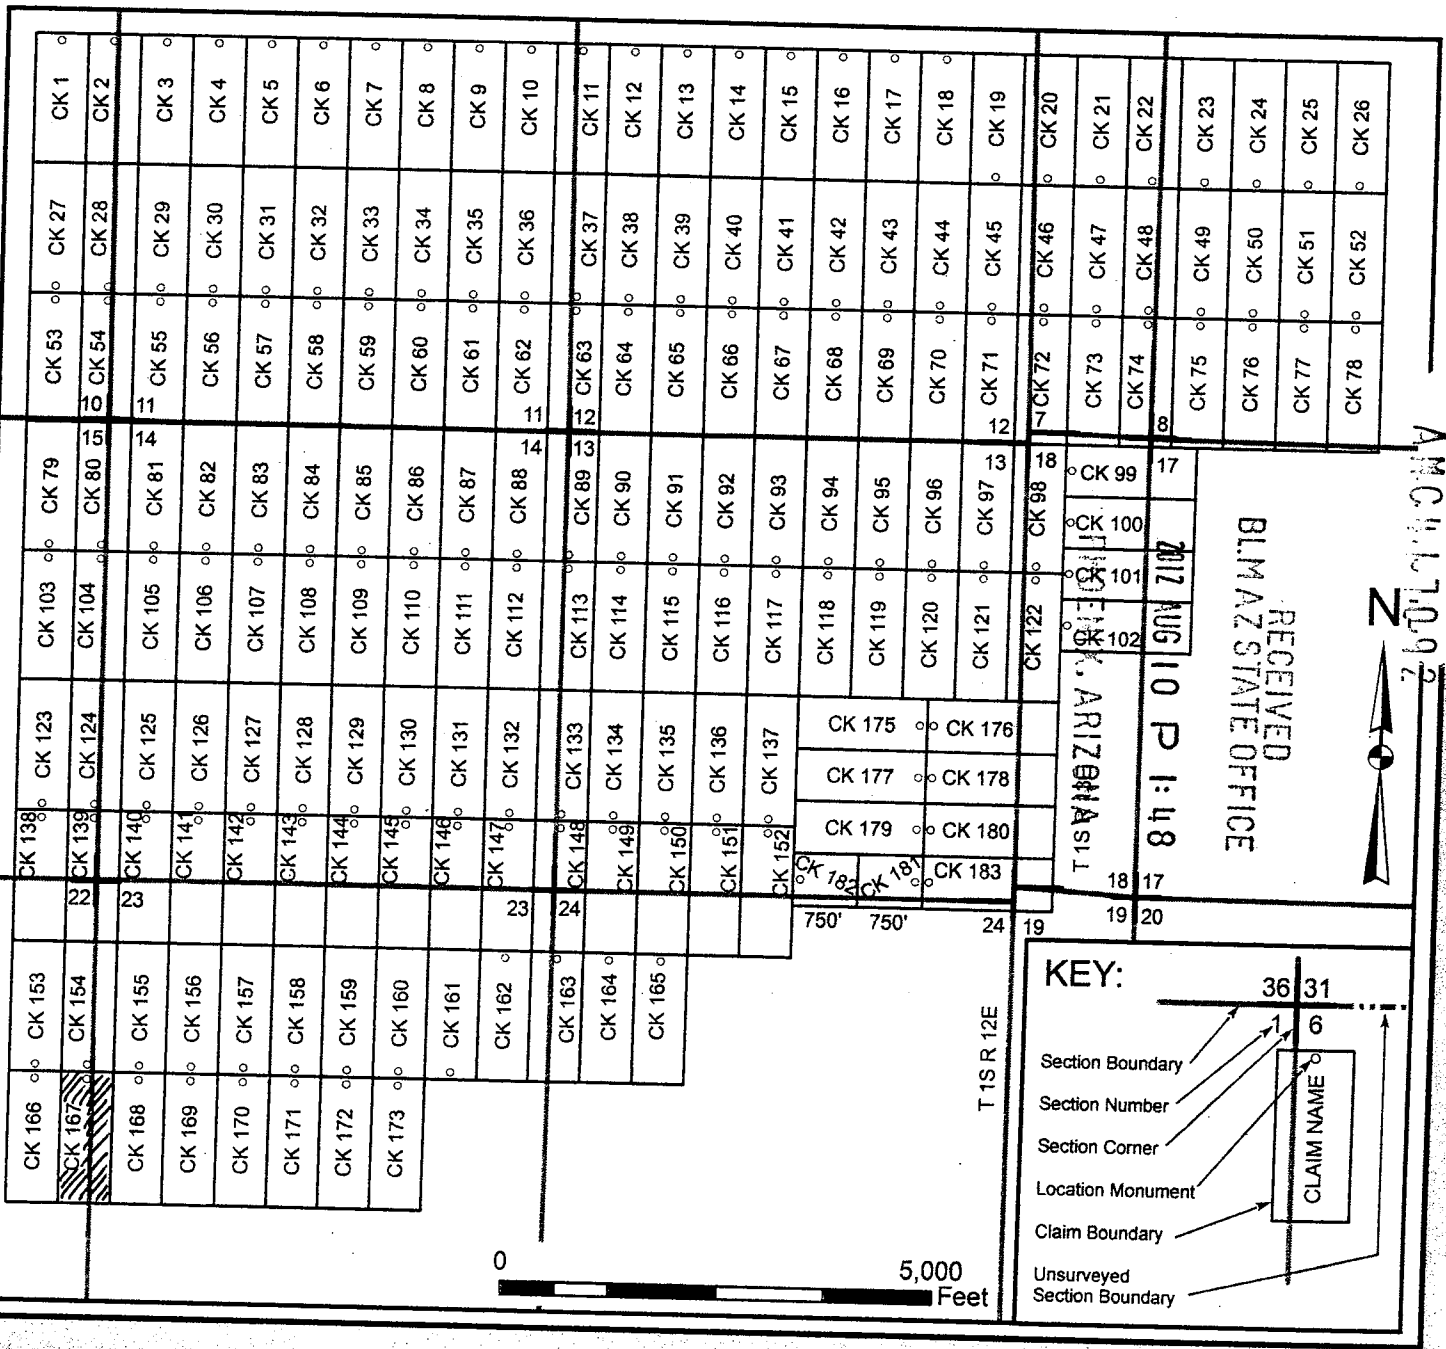 CK 1 CK 2 CK 3 CK 4 CK 5 CK 6 CK 7 CK 8 CK 9 CK 10 CK 11 CK 12 CK 13 CK 14 CK 15 CK 16 CK 17 CK 18 CK 19 CK 20 CK 21 CK 22 CK 23 CK 24 CK 25 CK 26
CK 27 CK 28 CK 29 CK 30 CK 31 CK 32 CK 33 CK 34 CK 35 CK 36 CK 37 CK 38 CK 39 CK 40 CK 41 CK 42 CK 43 CK 44 CK 45 CK 46 CK 47 CK 48 CK 49 CK 50 CK 51 CK 52
CK 53 CK 54 CK 55 CK 56 CK 57 CK 58 CK 59 CK 60 CK 61 CK 62 CK 63 CK 64 CK 65 CK 66 CK 67 CK 68 CK 69 CK 70 CK 71 CK 72 CK 73 CK 74 CK 75 CK 76 CK 77 CK 78
10 11 11 12 12 7 8
15 14 14 13 13 18 17
CK 79 CK 80 CK 81 CK 82 CK 83 CK 84 CK 85 CK 86 CK 87 CK 88 CK 89 CK 90 CK 91 CK 92 CK 93 CK 94 CK 95 CK 96 CK 97 CK 98
CK 99
CK 100
CK 101
CK 102
CK 103 CK 104 CK 105 CK 106 CK 107 CK 108 CK 109 CK 110 CK 111 CK 112 CK 113 CK 114 CK 115 CK 116 CK 117 CK 118 CK 119 CK 120 CK 121 CK 122
CK 123 CK 124 CK 125 CK 126 CK 127 CK 128 CK 129 CK 130 CK 131 CK 132 CK 133 CK 134 CK 135 CK 136 CK 137
CK 175 CK 176
CK 177 CK 178
CK 179 CK 180
CK 182 CK 181 CK 183
CK 138 CK 139 CK 140 CK 141 CK 142 CK 143 CK 144 CK 145 CK 146 CK 147 CK 148 CK 149 CK 150 CK 151 CK 152
750' 750'
18 17
22 23 23 24 24 19 19 20
CK 153 CK 154 CK 155 CK 156 CK 157 CK 158 CK 159 CK 160 CK 161 CK 162 CK 163 CK 164 CK 165
CK 166 CK 167 CK 168 CK 169 CK 170 CK 171 CK 172 CK 173
T 1S R 12E
RECEIVED
BLM AZ STATE OFFICE
2012 AUG 10 P 1:48
ARIZONA
N
0 5,000
Feet
KEY:
36 31
1 6
Section Boundary
Section Number
Section Corner
Location Monument
Claim Boundary
Unsurveyed
Section Boundary
CLAIM NAME